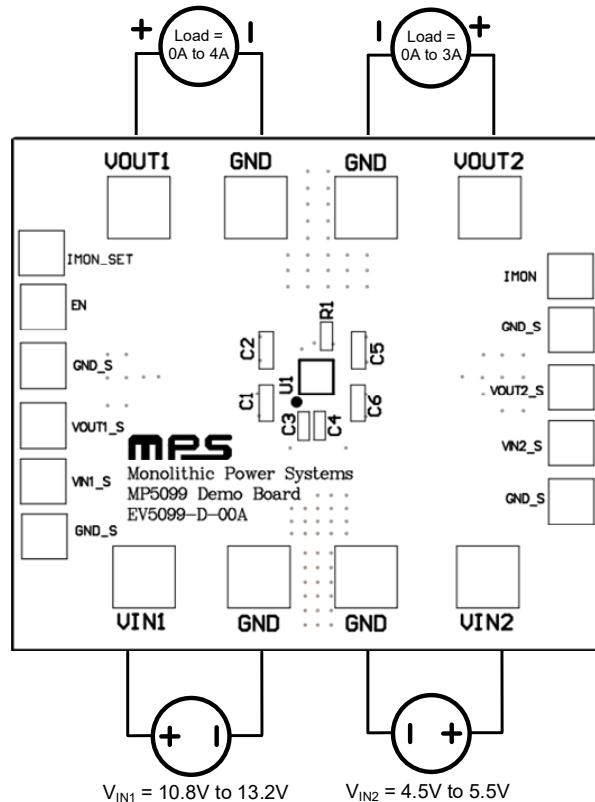 + Load = 0A to 4A –
– Load = 0A to 3A +
VOUT1 GND GND VOUT2
IMON_SET
IMON
EN
GND_S
R1
C2
C5
GND_S
U1
VOUT2_S
C1
C6
VOUT1_S
C3
C4
VIN2_S
mps
Monolithic Power Systems
VIN1_S
MP5099 Demo Board
GND_S
EV5099-D-00A
GND_S
VIN1 GND GND VIN2
+ –
– +
VIN1 = 10.8V to 13.2V
VIN2 = 4.5V to 5.5V